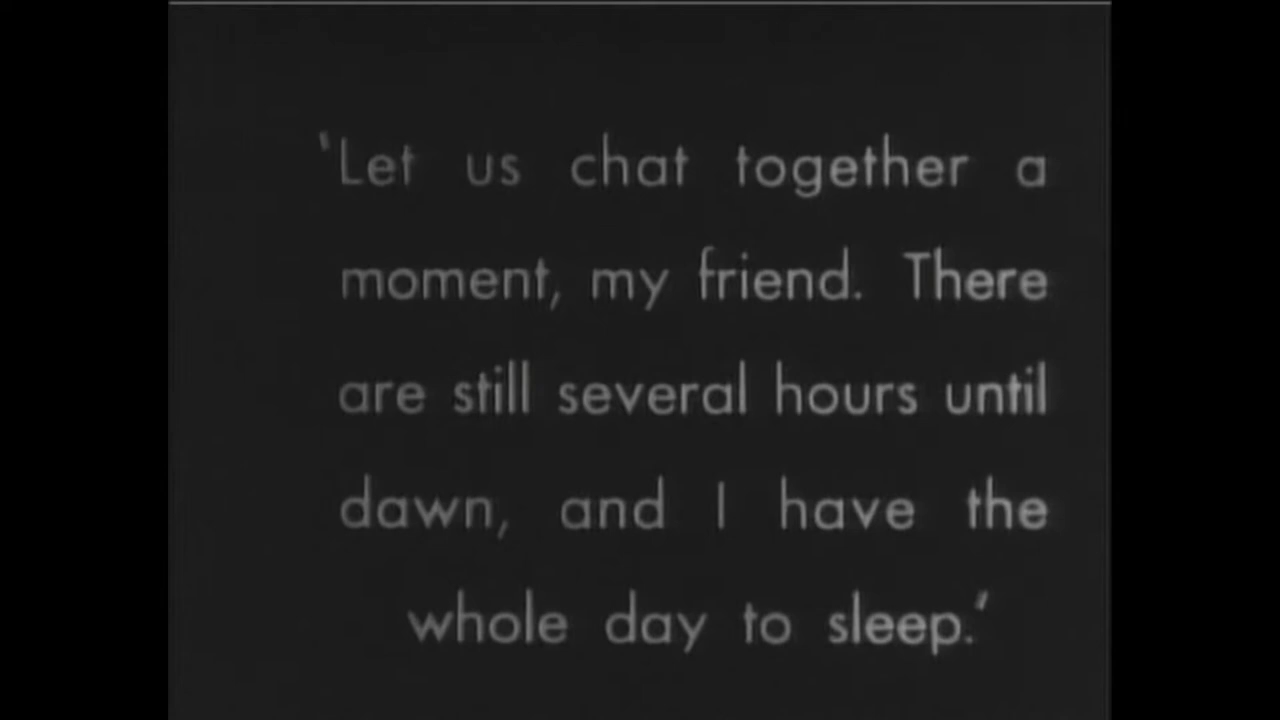 'Let us chat together a
moment, my friend. There
are still several hours until
dawn, and I have the
whole day to sleep.'